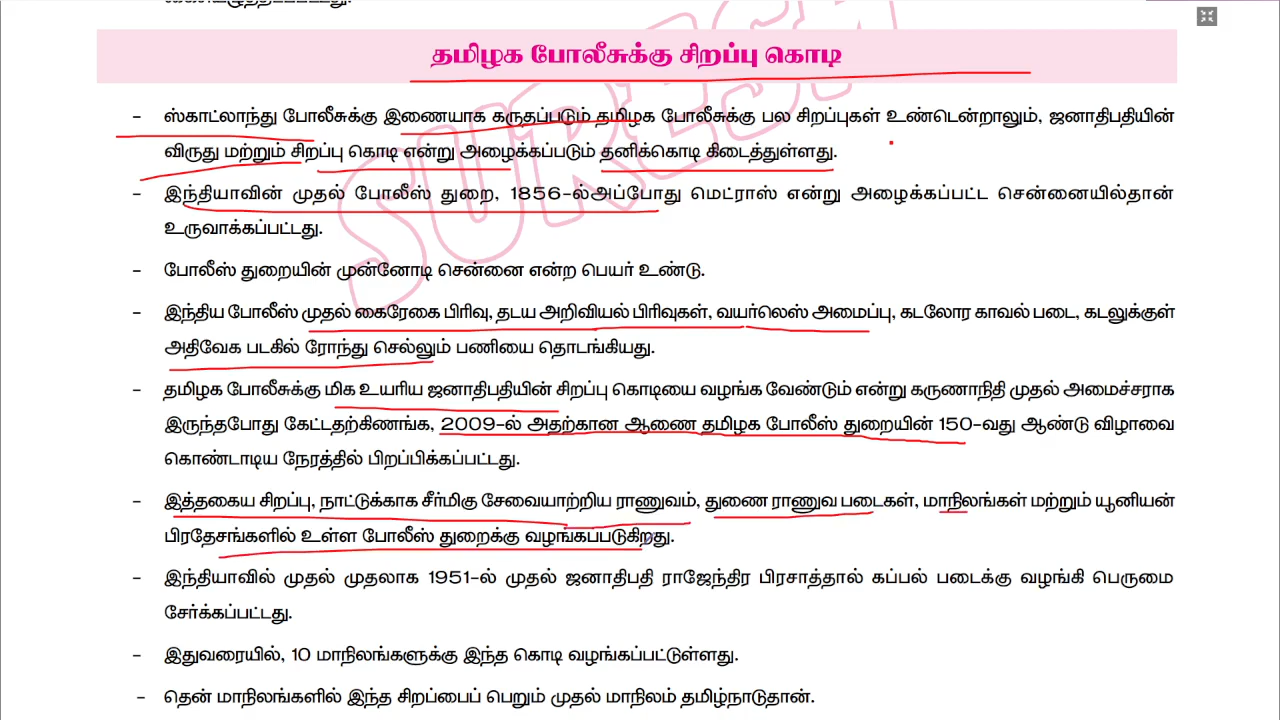 தமிழக போலீசுக்கு சிறப்பு கொடி
- ஸ்காட்லாந்து போலீசுக்கு இணையாக கருதப்படும் தமிழக போலீசுக்கு பல சிறப்புகள் உண்டென்றாலும், ஜனாதிபதியின்
விருது மற்றும் சிறப்பு கொடி என்று அழைக்கப்படும் தனிக்கொடி கிடைத்துள்ளது.
- இந்தியாவின் முதல் போலீஸ் துறை, 1856-ல்அப்போது மெட்ராஸ் என்று அழைக்கப்பட்ட சென்னையில்தான்
உருவாக்கப்பட்டது.
- போலீஸ் துறையின் முன்னோடி சென்னை என்ற பெயர் உண்டு.
- இந்திய போலீஸ் முதல் கைரேகை பிரிவு, தடய அறிவியல் பிரிவுகள், வயர்லெஸ் அமைப்பு, கடலோர காவல் படை, கடலுக்குள்
அதிவேக படகில் ரோந்து செல்லும் பணியை தொடங்கியது.
- தமிழக போலீசுக்கு மிக உயரிய ஜனாதிபதியின் சிறப்பு கொடியை வழங்க வேண்டும் என்று கருணாநிதி முதல் அமைச்சராக
இருந்தபோது கேட்டதற்கிணங்க, 2009-ல் அதற்கான ஆணை தமிழக போலீஸ் துறையின் 150-வது ஆண்டு விழாவை
கொண்டாடிய நேரத்தில் பிறப்பிக்கப்பட்டது.
- இத்தகைய சிறப்பு, நாட்டுக்காக சீர்மிகு சேவையாற்றிய ராணுவம், துணை ராணுவ படைகள், மாநிலங்கள் மற்றும் யூனியன்
பிரதேசங்களில் உள்ள போலீஸ் துறைக்கு வழங்கப்படுகிறது.
- இந்தியாவில் முதல் முதலாக 1951-ல் முதல் ஜனாதிபதி ராஜேந்திர பிரசாத்தால் கப்பல் படைக்கு வழங்கி பெருமை
சேர்க்கப்பட்டது.
- இதுவரையில், 10 மாநிலங்களுக்கு இந்த கொடி வழங்கப்பட்டுள்ளது.
- தென் மாநிலங்களில் இந்த சிறப்பைப் பெறும் முதல் மாநிலம் தமிழ்நாடுதான்.